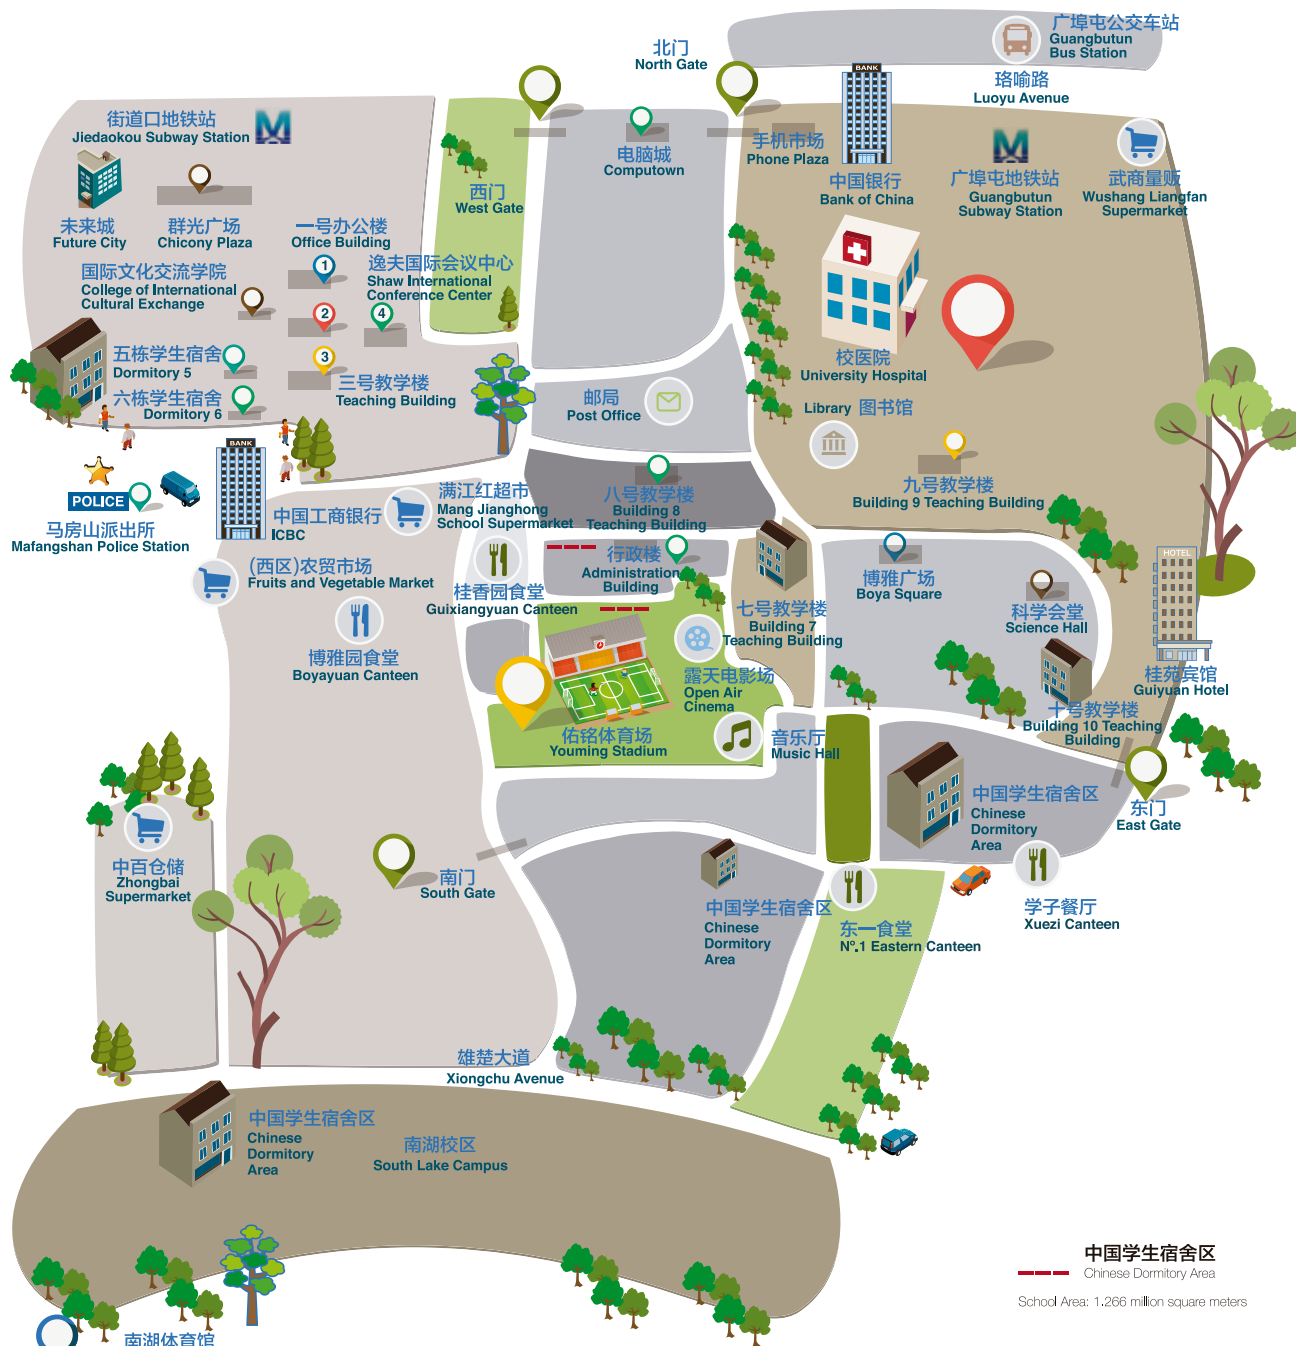 广埠屯公交车站
Guangbutun
Bus Station
北门
North Gate
珞喻路
Luoyu Avenue
BANK
街道口地铁站
Jiedaokou Subway Station
电脑城
Computown
手机市场
Phone Plaza
中国银行
Bank of China
广埠屯地铁站
Guangbutun
Subway Station
武商量贩
Wushang Liangfan
Supermarket
西门
West Gate
未来城
Future City
群光广场
Chicony Plaza
一号办公楼
Office Building
1
国际文化交流学院
College of International
Cultural Exchange
逸夫国际会议中心
Shaw International
Conference Center
2
4
3
五栋学生宿舍
Dormitory 5
六栋学生宿舍
Dormitory 6
三号教学楼
Teaching Building
邮局
Post Office
校医院
University Hospital
Library 图书馆
BANK
POLICE
马房山派出所
Mafangshan Police Station
中国工商银行
ICBC
满江红超市
Mang Jianghong
School Supermarket
八号教学楼
Building 8
Teaching Building
九号教学楼
Building 9 Teaching Building
(西区)农贸市场
Fruits and Vegetable Market
桂香园食堂
Guixiangyuan Canteen
行政楼
Administration
Building
七号教学楼
Building 7
Teaching Building
博雅广场
Boya Square
科学会堂
Science Hall
HOTEL
桂苑宾馆
Guiyuan Hotel
博雅园食堂
Boyayuan Canteen
露天电影场
Open Air
Cinema
佑铭体育场
Youming Stadium
音乐厅
Music Hall
十号教学楼
Building 10 Teaching
Building
中国学生宿舍区
Chinese
Dormitory
Area
东门
East Gate
中百仓储
Zhongbai
Supermarket
南门
South Gate
中国学生宿舍区
Chinese
Dormitory
Area
东一食堂
Nº.1 Eastern Canteen
学子餐厅
Xuezi Canteen
雄楚大道
Xiongchu Avenue
中国学生宿舍区
Chinese
Dormitory
Area
南湖校区
South Lake Campus
中国学生宿舍区
Chinese Dormitory Area
School Area: 1.266 million square meters
南湖体育馆